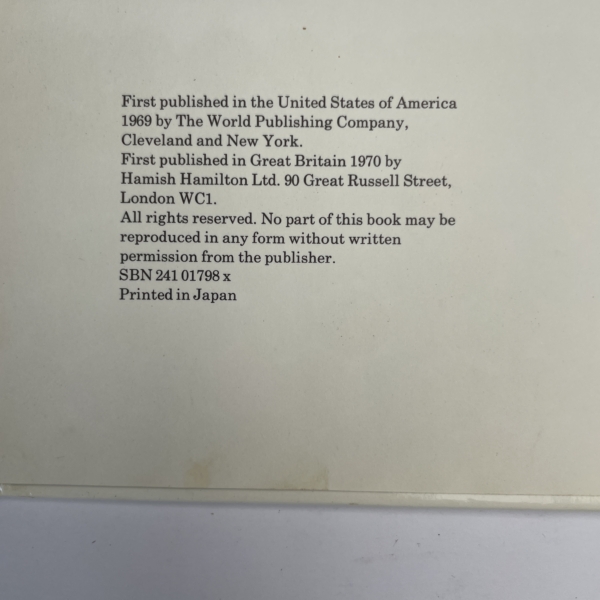 First published in the United States of America
1969 by The World Publishing Company,
Cleveland and New York.
First published in Great Britain 1970 by
Hamish Hamilton Ltd. 90 Great Russell Street,
London WC1.
All rights reserved. No part of this book may be
reproduced in any form without written
permission from the publisher.
SBN 241 01798 x
Printed in Japan